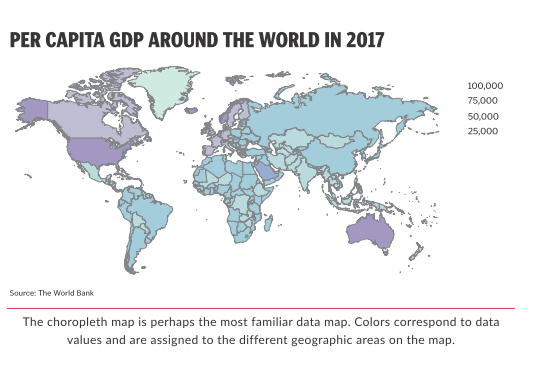 PER CAPITA GDP AROUND THE WORLD IN 2017
100,000
75,000
50,000
25,000
Source: The World Bank
The choropleth map is perhaps the most familiar data map. Colors correspond to data
values and are assigned to the different geographic areas on the map.